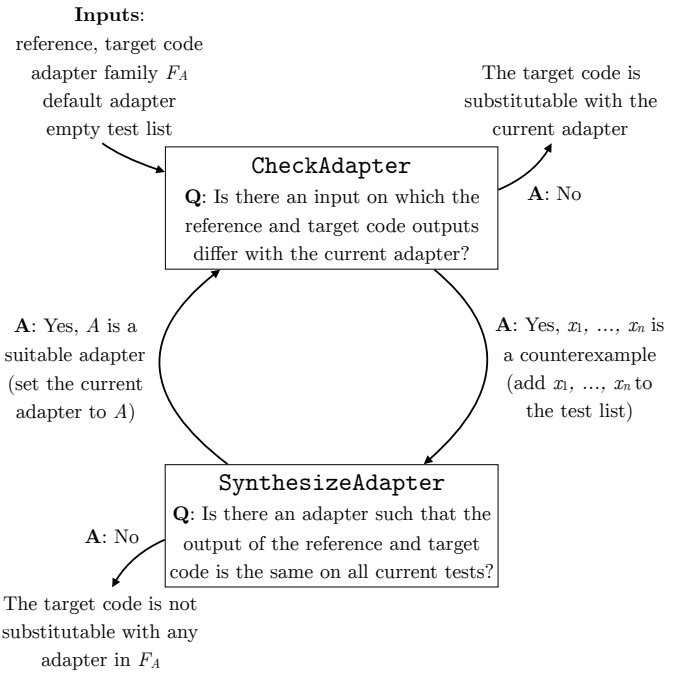 Inputs:
reference, target code
adapter family F_A
default adapter
empty test list
The target code is
substitutable with the
current adapter
CheckAdapter
Q: Is there an input on which the
reference and target code outputs
differ with the current adapter?
A: No
A: Yes, A is a
suitable adapter
(set the current
adapter to A)
A: Yes, x₁, ..., xₙ is
a counterexample
(add x₁, ..., xₙ to
the test list)
SynthesizeAdapter
Q: Is there an adapter such that the
output of the reference and target
code is the same on all current tests?
A: No
The target code is not
substitutable with any
adapter in F_A